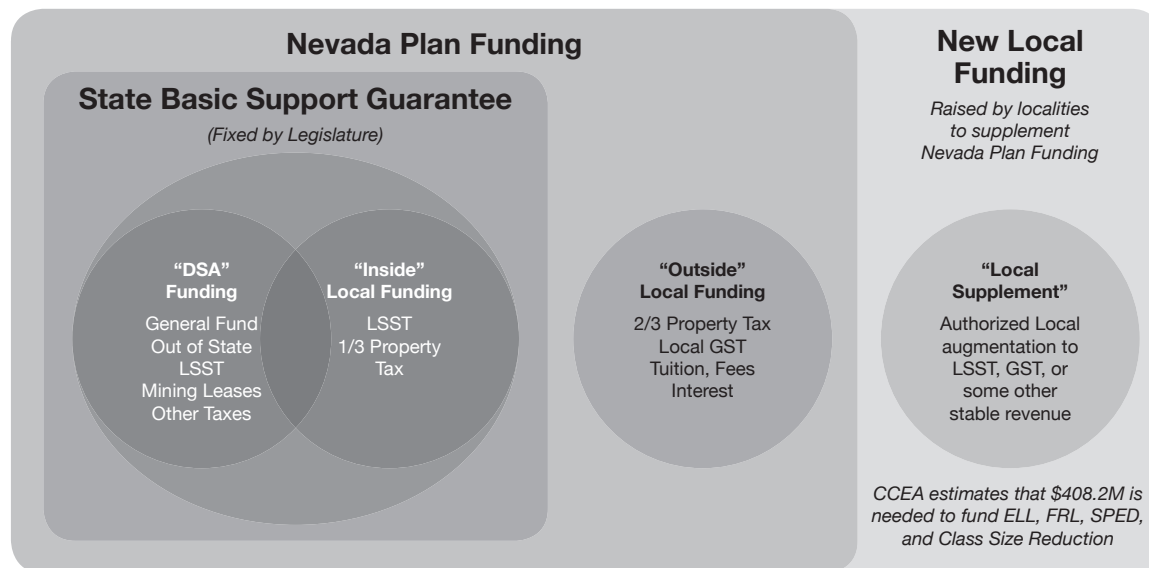 Nevada Plan Funding
State Basic Support Guarantee
(Fixed by Legislature)
“DSA”
Funding
General Fund
Out of State
LSST
Mining Leases
Other Taxes
“Inside”
Local Funding
LSST
1/3 Property
Tax
“Outside”
Local Funding
2/3 Property Tax
Local GST
Tuition, Fees
Interest
New Local
Funding
Raised by localities
to supplement
Nevada Plan Funding
“Local
Supplement”
Authorized Local
augmentation to
LSST, GST, or
some other
stable revenue
CCEA estimates that $408.2M is
needed to fund ELL, FRL, SPED,
and Class Size Reduction